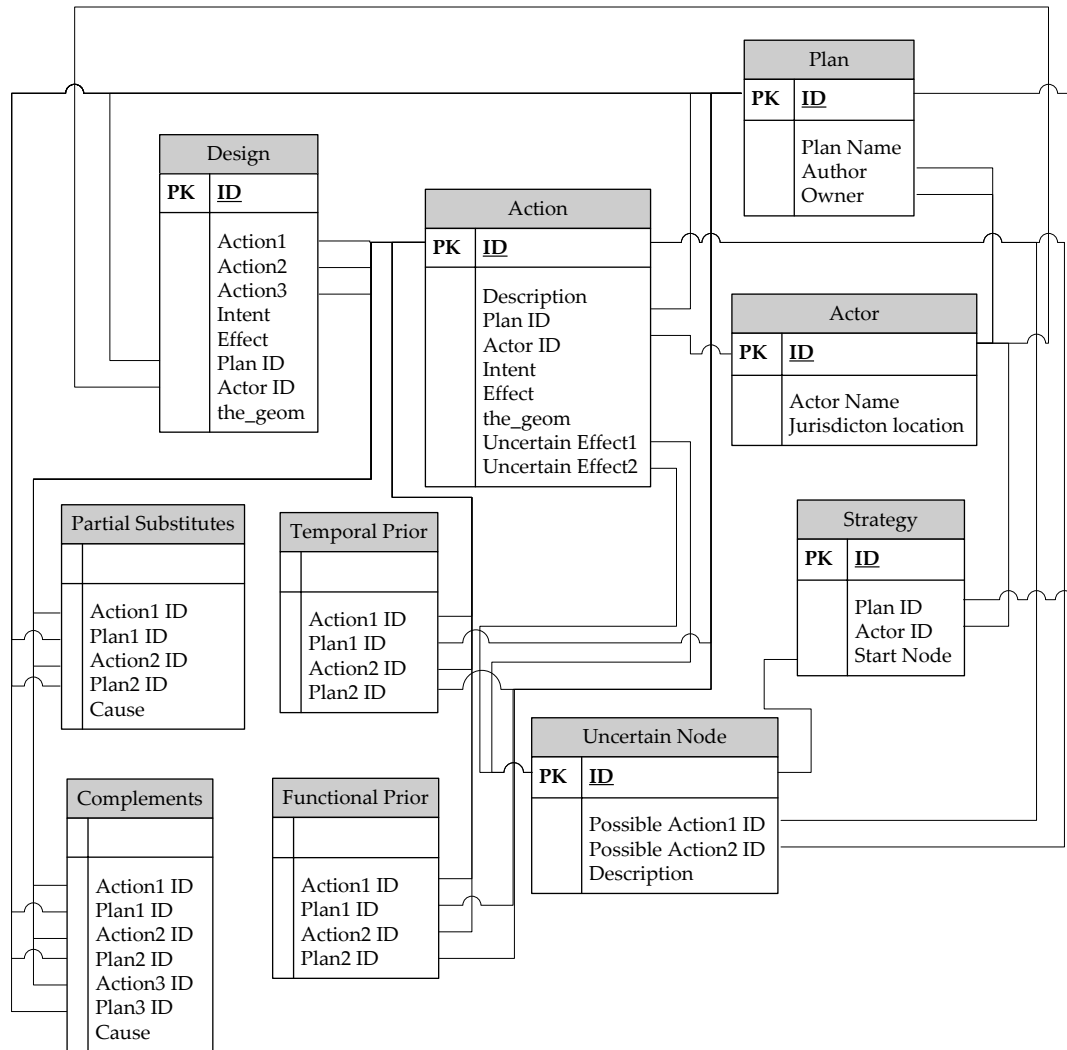 Plan
PK ID
Plan Name
Author
Owner
Design
PK ID
Action1
Action2
Action3
Intent
Effect
Plan ID
Actor ID
the_geom
Action
PK ID
Description
Plan ID
Actor ID
Intent
Effect
the_geom
Uncertain Effect1
Uncertain Effect2
Actor
PK ID
Actor Name
Jurisdicton location
Partial Substitutes
Action1 ID
Plan1 ID
Action2 ID
Plan2 ID
Cause
Temporal Prior
Action1 ID
Plan1 ID
Action2 ID
Plan2 ID
Strategy
PK ID
Plan ID
Actor ID
Start Node
Uncertain Node
PK ID
Possible Action1 ID
Possible Action2 ID
Description
Complements
Action1 ID
Plan1 ID
Action2 ID
Plan2 ID
Action3 ID
Plan3 ID
Cause
Functional Prior
Action1 ID
Plan1 ID
Action2 ID
Plan2 ID